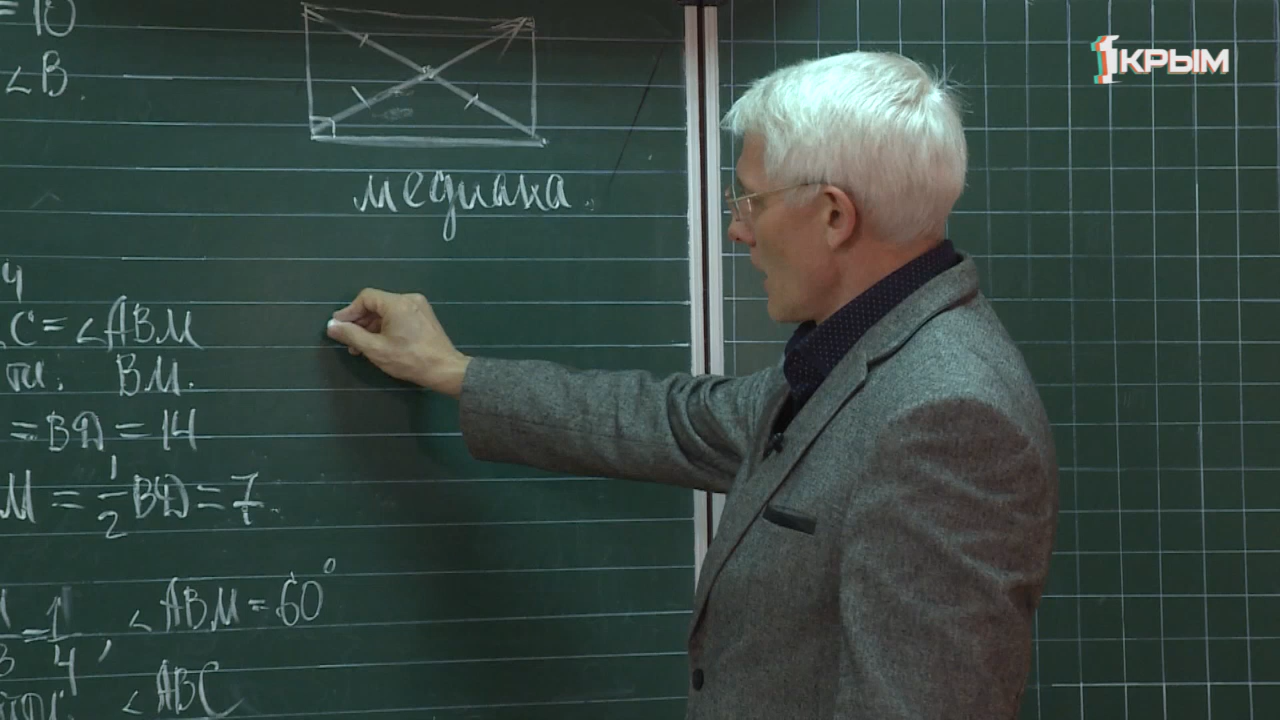 = 10
∠B.
медиана.
4
C = ∠ABM
BM.
= BD = 14
M = 1/2 BD = 7.
1/4, ∠ABM = 60°
∠ABC
1КРЫМ